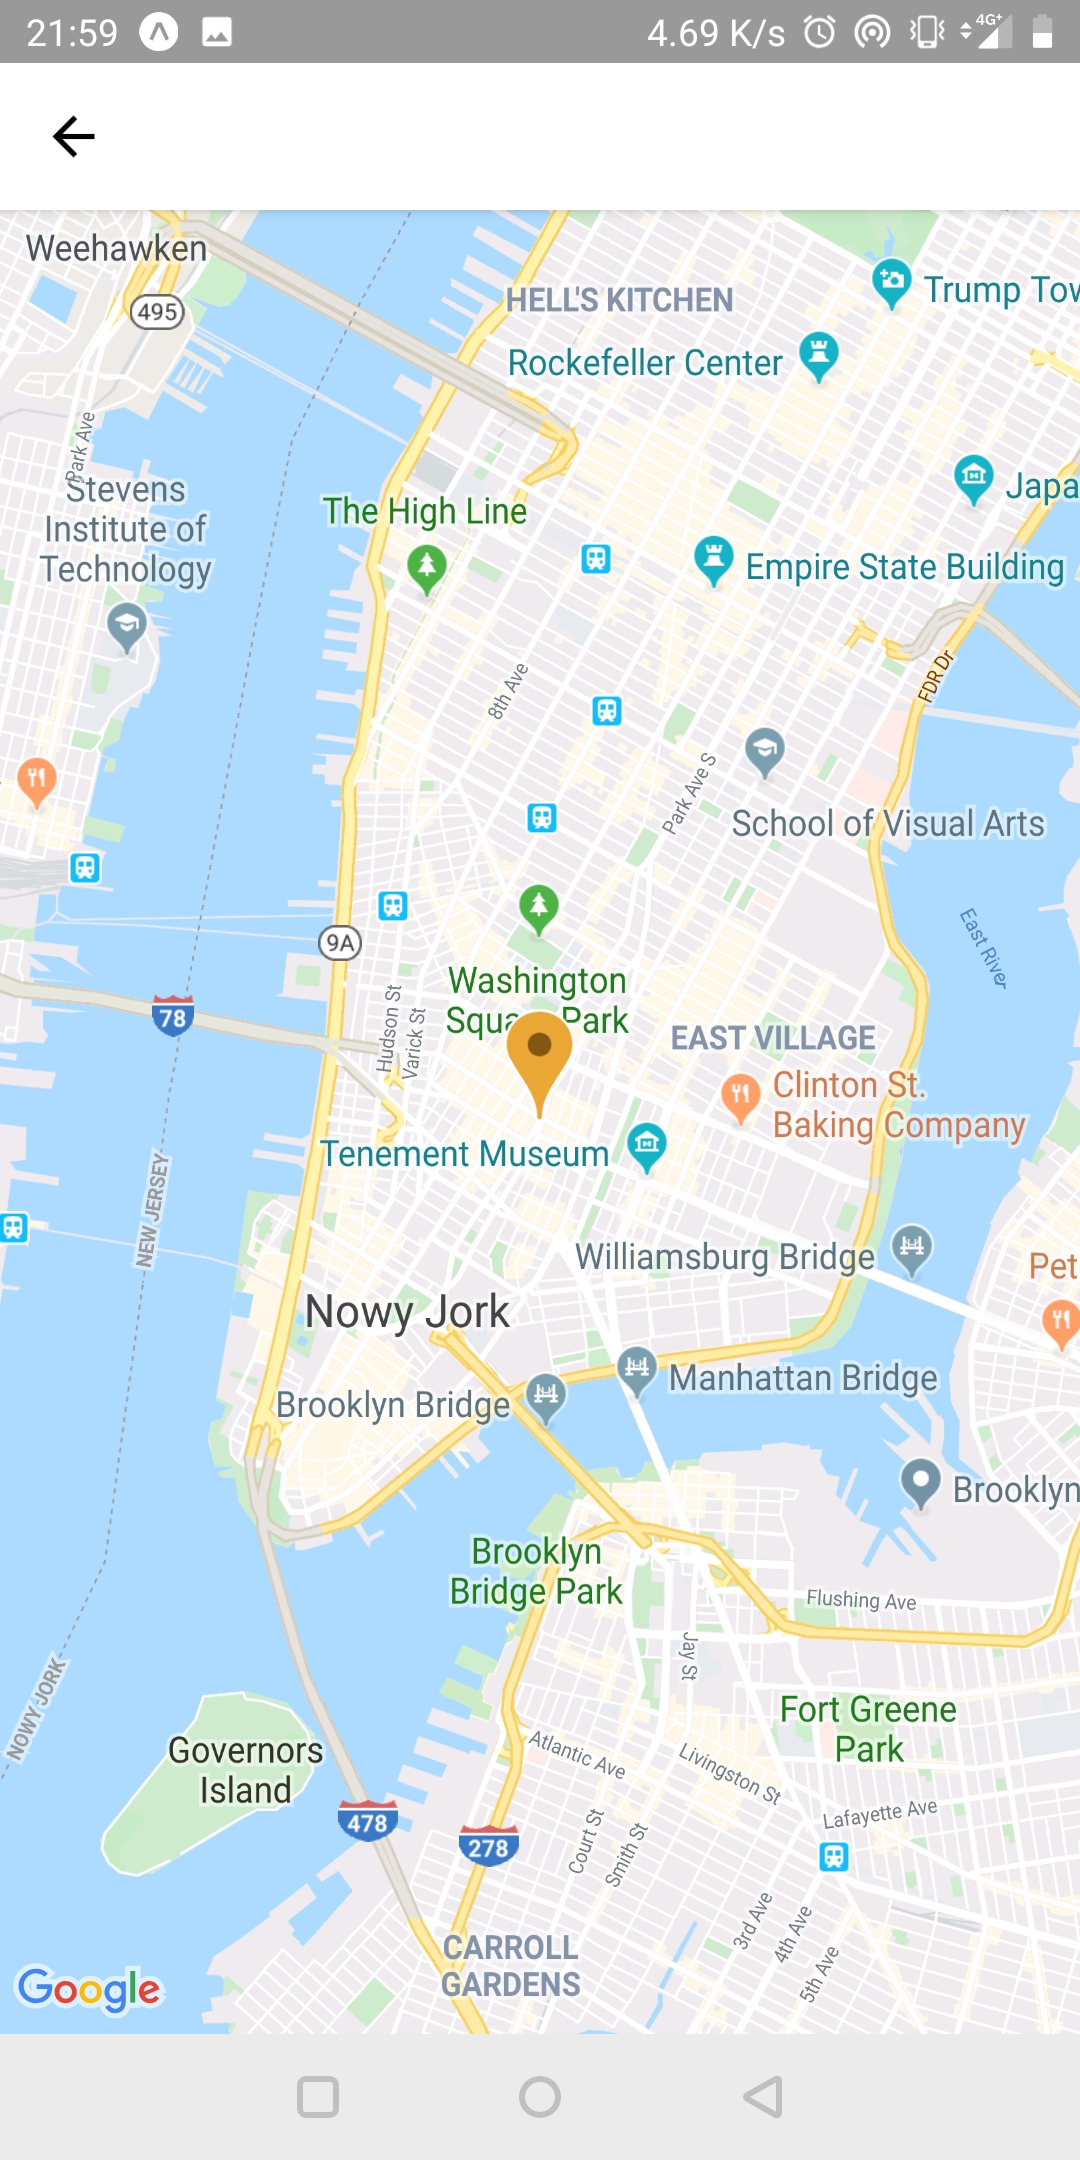 21:59
4.69 K/s
4G+
Weehawken
495
HELL'S KITCHEN
Trump Tow
Rockefeller Center
Park Ave
Stevens
Institute of
Technology
The High Line
Japa
Empire State Building
8th Ave
FDR Dr
Park Ave S
School of Visual Arts
9A
East River
Washington
Square Park
78
Hudson St
Varick St
EAST VILLAGE
Clinton St.
Baking Company
Tenement Museum
NEW JERSEY
Williamsburg Bridge
Pet
Nowy Jork
Manhattan Bridge
Brooklyn Bridge
Brooklyn
Brooklyn
Bridge Park
Flushing Ave
Jay St
NOWY JORK
Fort Greene
Park
Governors
Island
Atlantic Ave
Livingston St
Lafayette Ave
478
278
Court St
Smith St
3rd Ave
4th Ave
5th Ave
CARROLL
GARDENS
Google